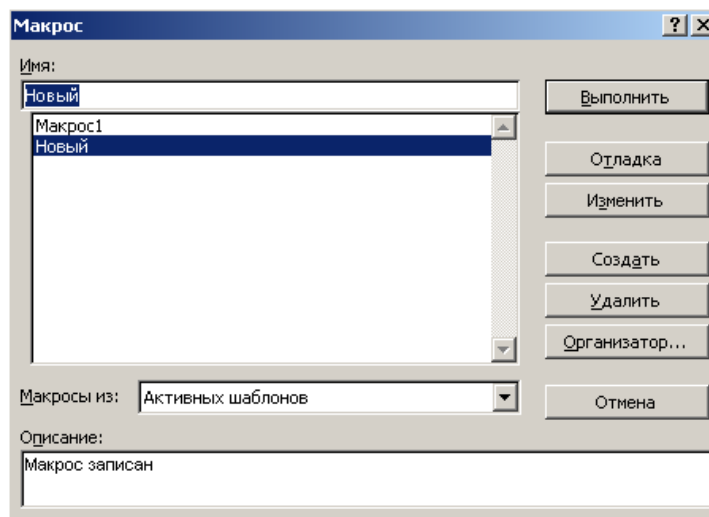 Макрос
Имя:
Новый
Выполнить
Макрос1
Новый
Отладка
Изменить
Создать
Удалить
Организатор...
Макросы из:
Активных шаблонов
Отмена
Описание:
Макрос записан